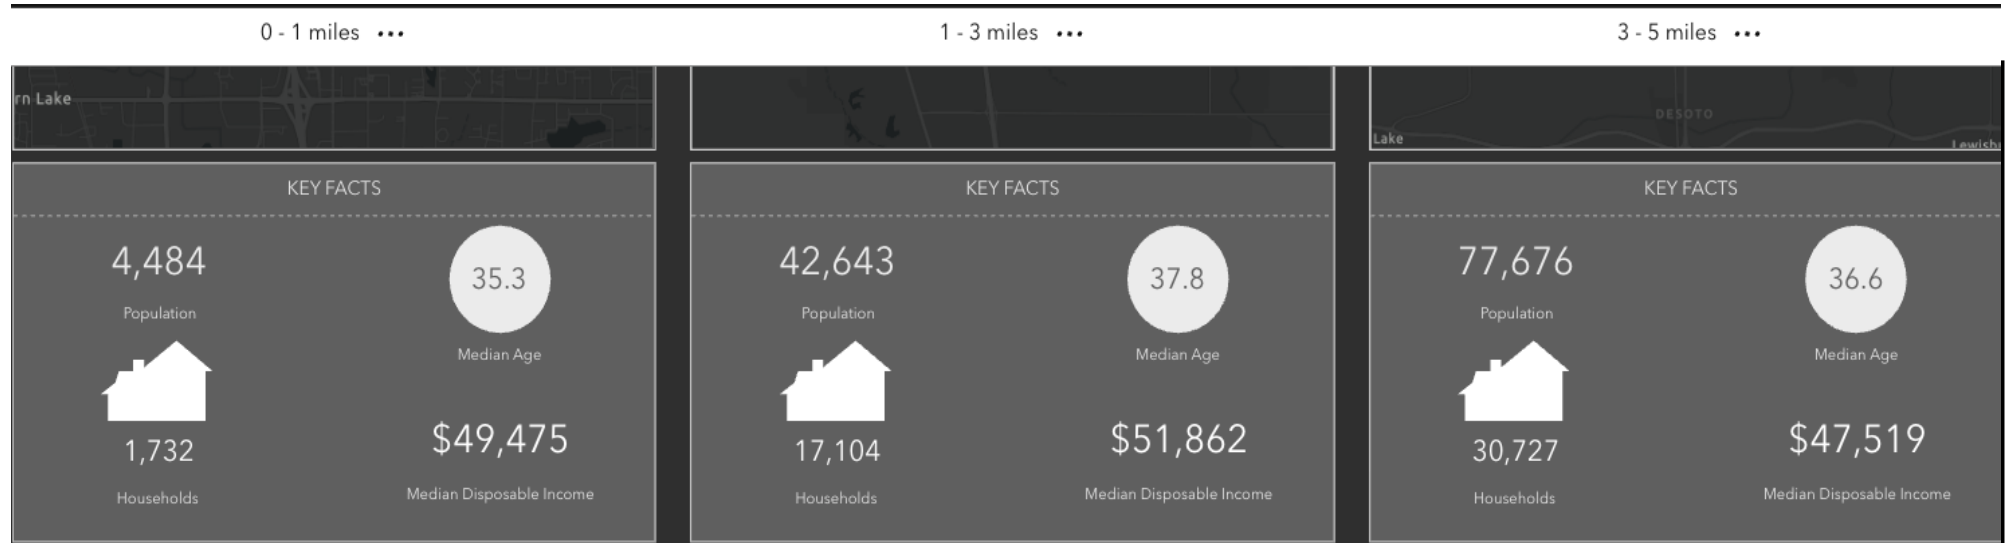 0 - 1 miles •••
1 - 3 miles •••
3 - 5 miles •••
rn Lake
DESOTO
Lake
Lewisb
KEY FACTS
4,484
Population
35.3
Median Age
1,732
Households
$49,475
Median Disposable Income
KEY FACTS
42,643
Population
37.8
Median Age
17,104
Households
$51,862
Median Disposable Income
KEY FACTS
77,676
Population
36.6
Median Age
30,727
Households
$47,519
Median Disposable Income